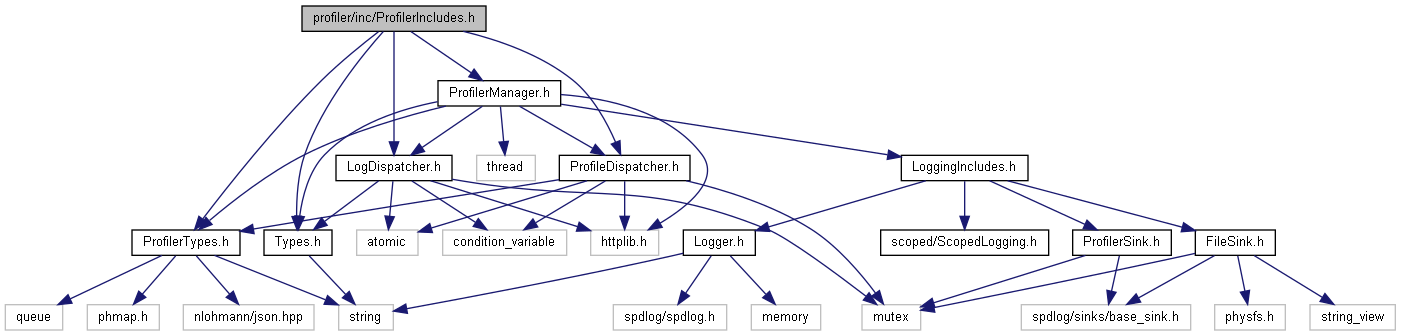 profiler/inc/ProfilerIncludes.h
ProfilerManager.h
LogDispatcher.h
thread
ProfileDispatcher.h
LoggingIncludes.h
ProfilerTypes.h
Types.h
atomic
condition_variable
httplib.h
Logger.h
scoped/ScopedLogging.h
ProfilerSink.h
FileSink.h
queue
phmap.h
nlohmann/json.hpp
string
spdlog/spdlog.h
memory
mutex
spdlog/sinks/base_sink.h
physfs.h
string_view